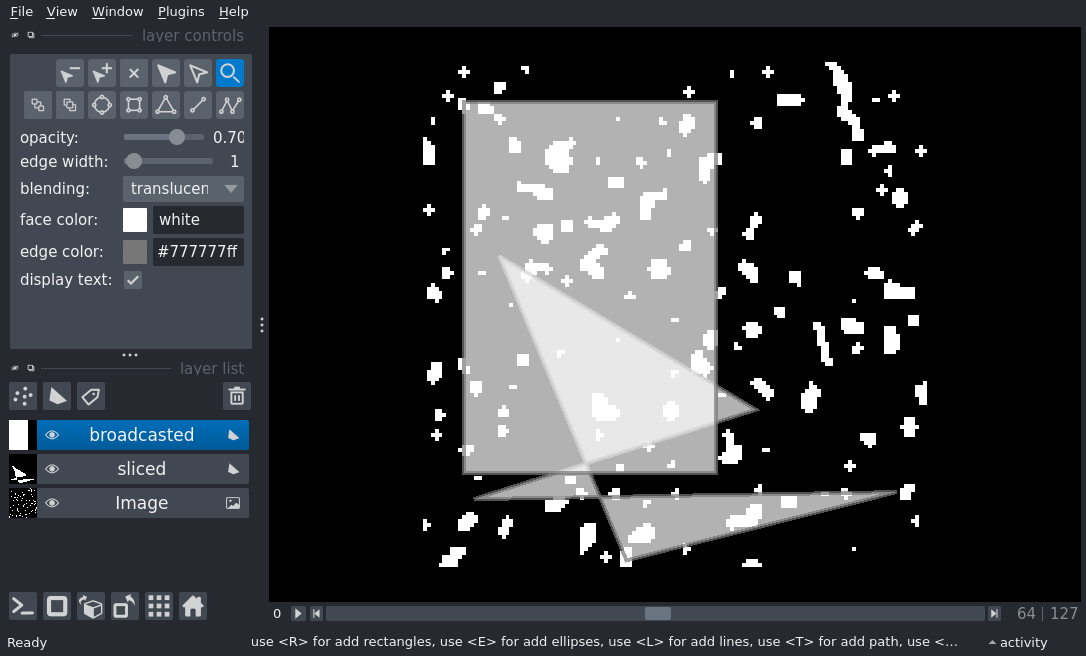 File View Window Plugins Help
layer controls
opacity: 0.70
edge width: 1
blending: translucen
face color: white
edge color: #777777ff
display text:
layer list
broadcasted
sliced
Image
0 64 | 127
Ready use <R> for add rectangles, use <E> for add ellipses, use <L> for add lines, use <T> for add path, use <... activity